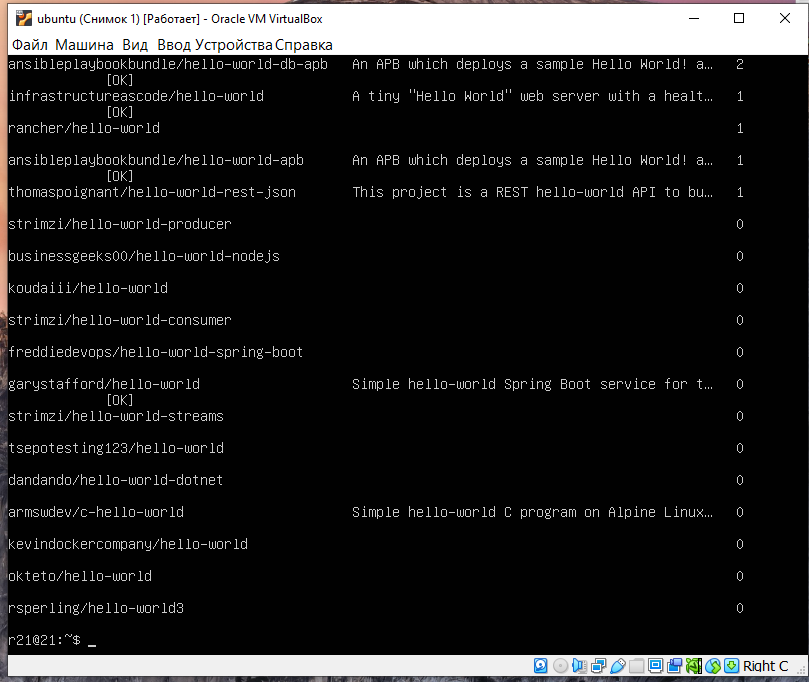 ubuntu (Снимок 1) [Работает] - Oracle VM VirtualBox
Файл Машина Вид Ввод Устройства Справка
ansibleplaybookbundle/hello-world-db-apb An APB which deploys a sample Hello World! a… 2
[OK]
infrastructureascode/hello-world A tiny "Hello World" web server with a healt… 1
[OK]
rancher/hello-world 1
ansibleplaybookbundle/hello-world-apb An APB which deploys a sample Hello World! a… 1
[OK]
thomaspoignant/hello-world-rest-json This project is a REST hello-world API to bu… 1
strimzi/hello-world-producer 0
businessgeeks00/hello-world-nodejs 0
koudaiii/hello-world 0
strimzi/hello-world-consumer 0
freddiedevops/hello-world-spring-boot 0
garystafford/hello-world Simple hello-world Spring Boot service for t… 0
[OK]
strimzi/hello-world-streams 0
tsepotesting123/hello-world 0
dandando/hello-world-dotnet 0
armswdev/c-hello-world Simple hello-world C program on Alpine Linux… 0
kevindockercompany/hello-world 0
okteto/hello-world 0
rsperling/hello-world3 0
r21@21:~$ _
Right C